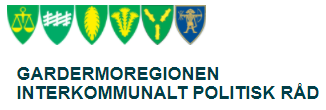 GARDERMOREGIONEN
INTERKOMMUNALT POLITISK RÅD